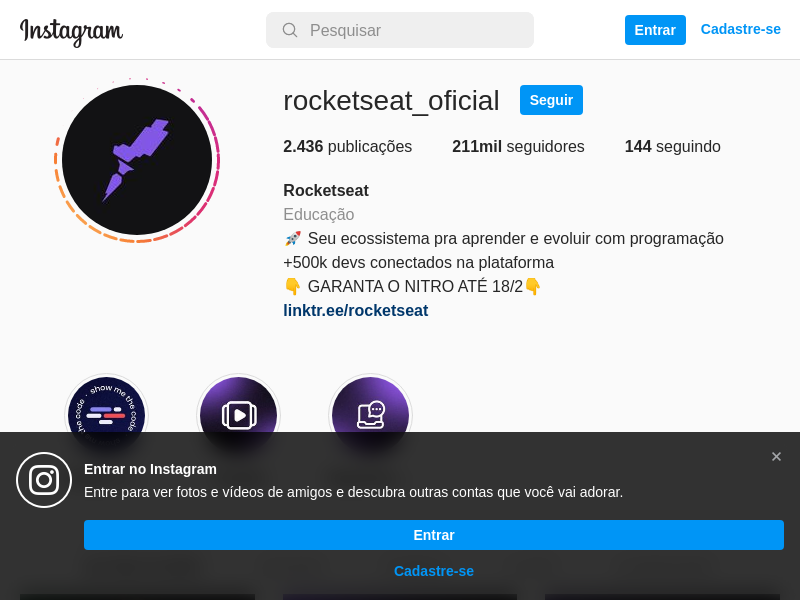 Instagram
Pesquisar
Entrar
Cadastre-se
rocketseat_oficial
Seguir
2.436 publicações
211mil seguidores
144 seguindo
Rocketseat
Educação
🚀 Seu ecossistema pra aprender e evoluir com programação
+500k devs conectados na plataforma
👇 GARANTA O NITRO ATÉ 18/2👇
linktr.ee/rocketseat
show me the code · the code ·
Entrar no Instagram
Entre para ver fotos e vídeos de amigos e descubra outras contas que você vai adorar.
Entrar
Cadastre-se